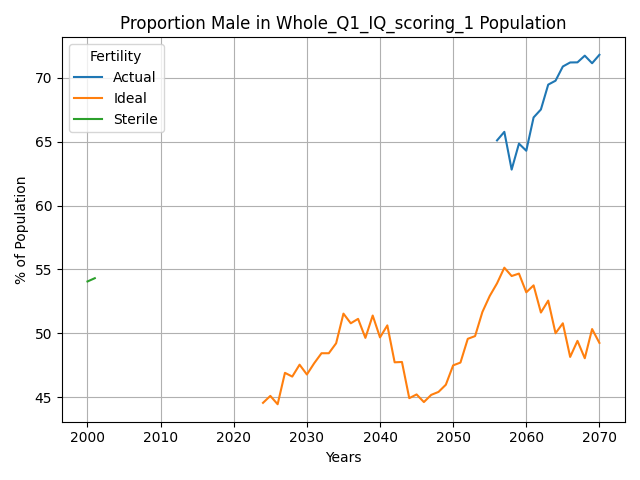 Proportion Male in Whole_Q1_IQ_scoring_1 Population
Fertility
Actual
Ideal
Sterile
% of Population
70
65
60
55
50
45
2000 2010 2020 2030 2040 2050 2060 2070
Years